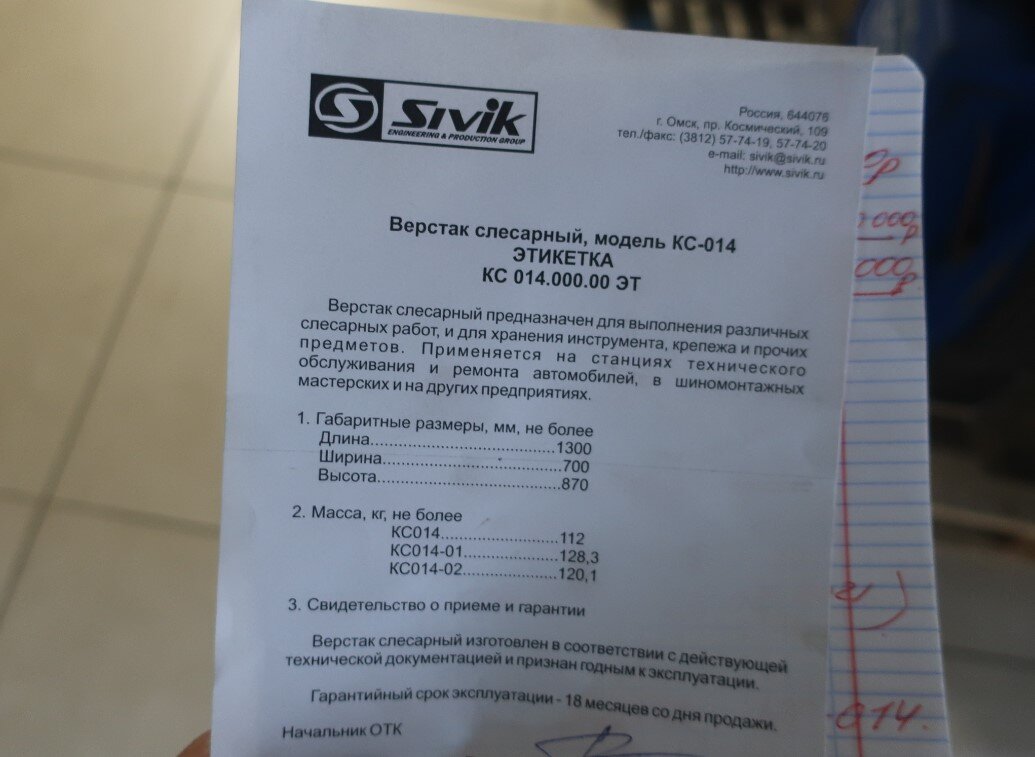 Sivik
ENGINEERING & PRODUCTION GROUP
Россия, 644076
г. Омск, пр. Космический, 109
тел./факс: (3812) 57-74-19, 57-74-20
e-mail: sivik@sivik.ru
http://www.sivik.ru
Верстак слесарный, модель КС-014
ЭТИКЕТКА
КС 014.000.00 ЭТ
Верстак слесарный предназначен для выполнения различных
слесарных работ, и для хранения инструмента, крепежа и прочих
предметов. Применяется на станциях технического
обслуживания и ремонта автомобилей, в шиномонтажных
мастерских и на других предприятиях.
1. Габаритные размеры, мм, не более
Длина..................................1300
Ширина................................700
Высота.................................870
2. Масса, кг, не более
КС014......................112
КС014-01.................128,3
КС014-02.................120,1
3. Свидетельство о приеме и гарантии
Верстак слесарный изготовлен в соответствии с действующей
технической документацией и признан годным к эксплуатации.
Гарантийный срок эксплуатации - 18 месяцев со дня продажи.
Начальник ОТК
000р
000р
014.